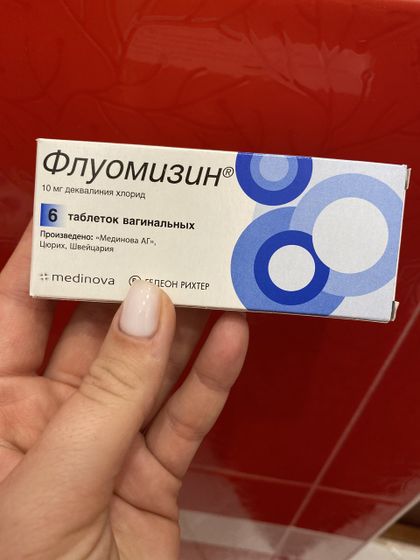 Флуомизин®
10 мг деквалиния хлорид
6 таблеток вагинальных
Произведено: «Мединова АГ»,
Цюрих, Швейцария
medinova
ГЕДЕОН РИХТЕР